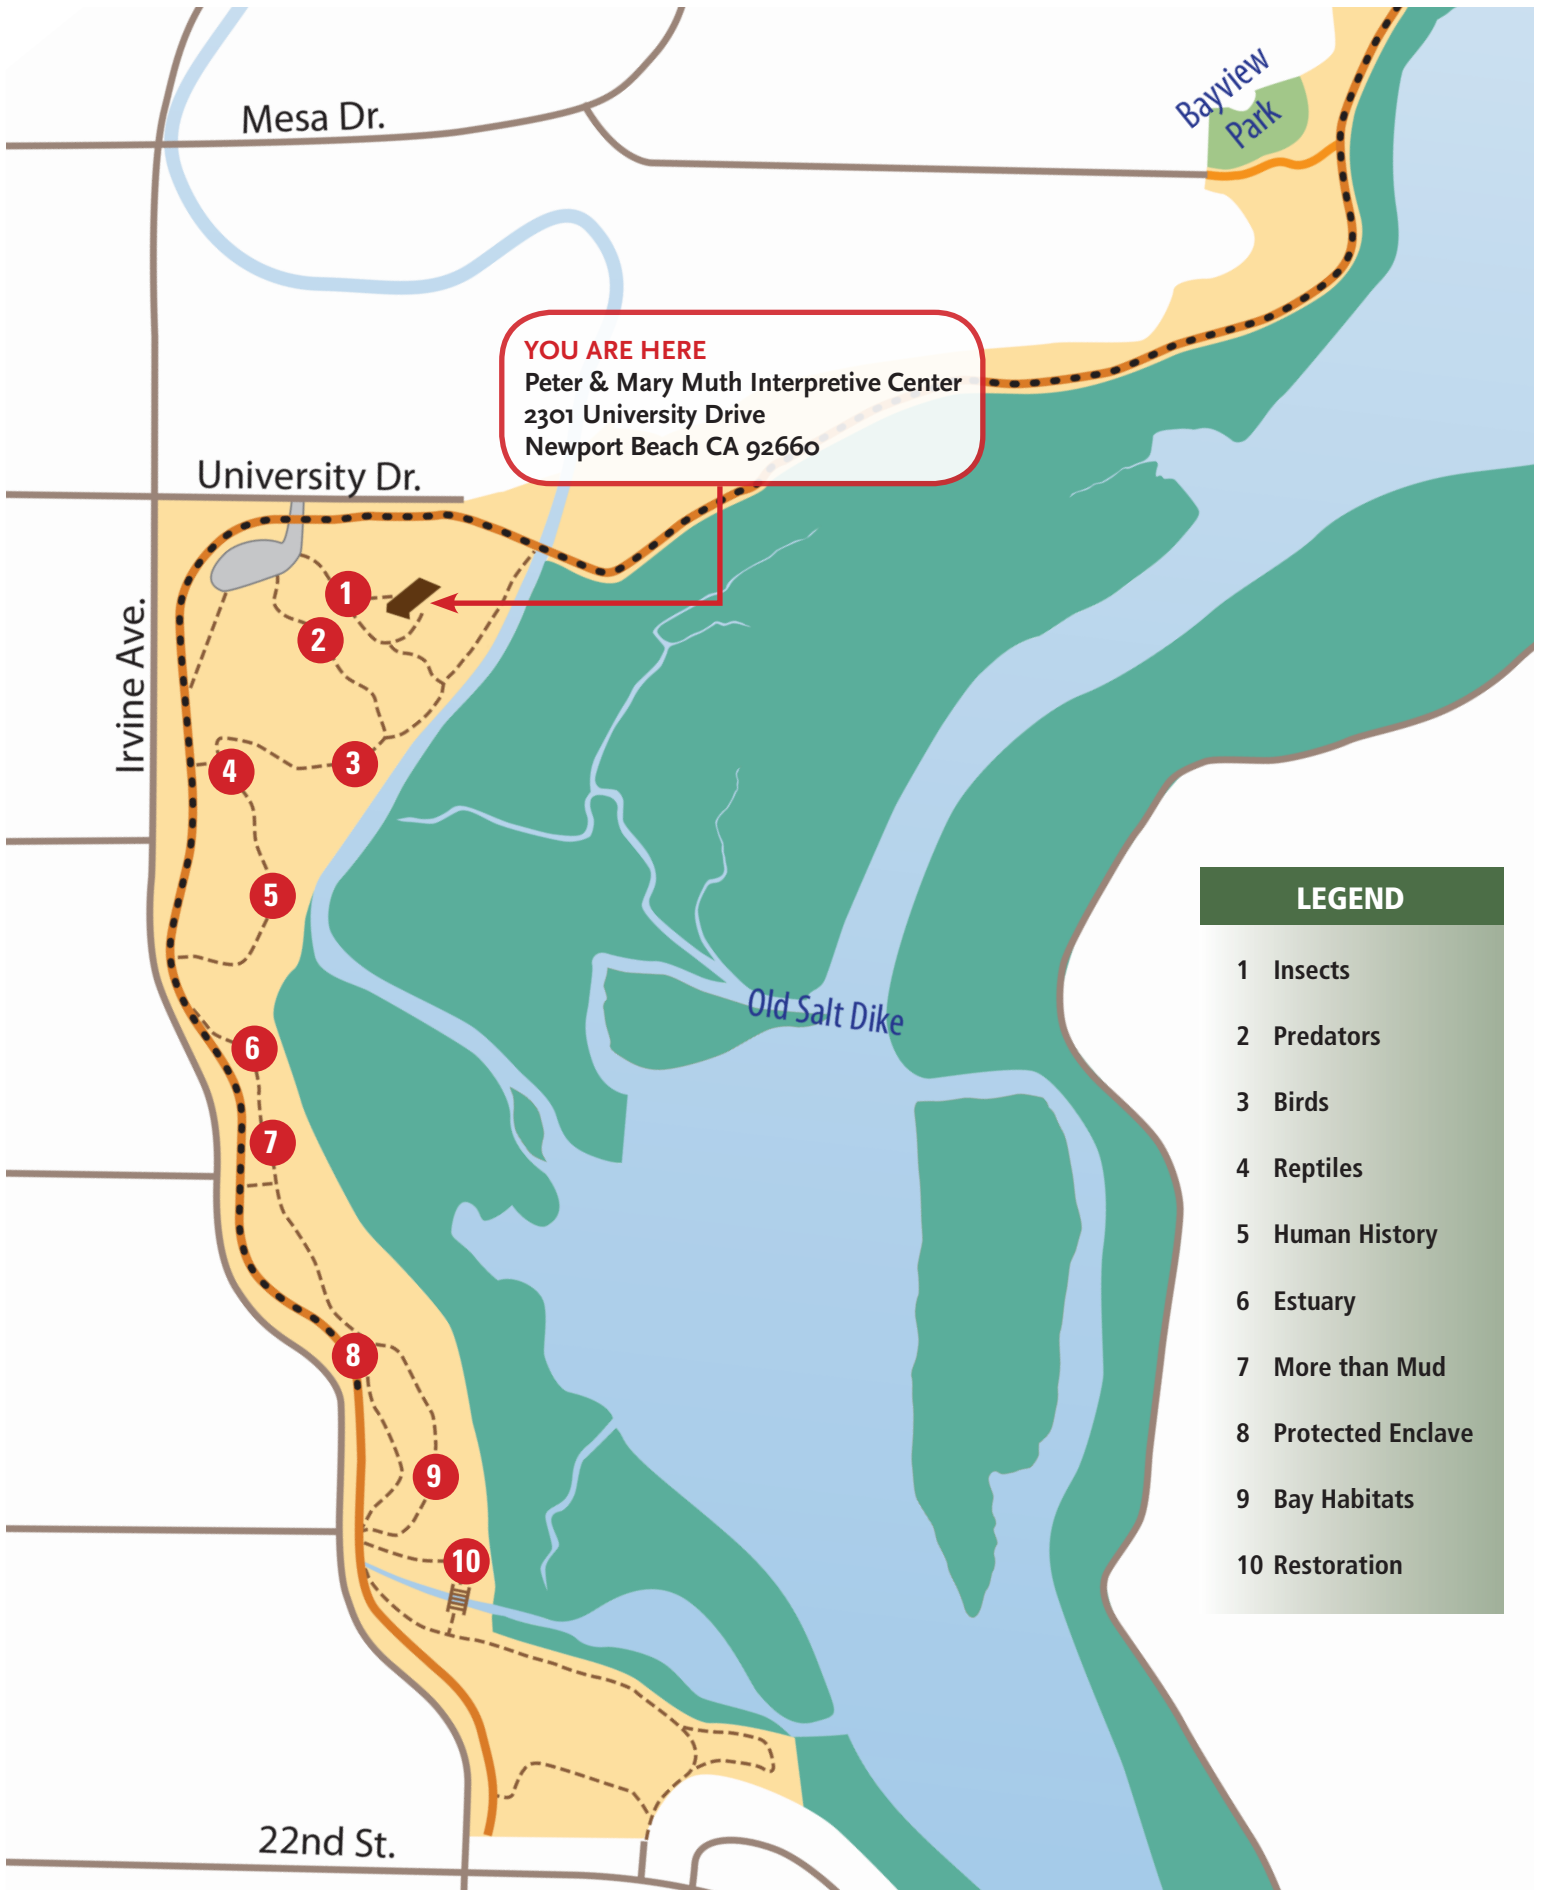 Mesa Dr.
Bayview
Park
YOU ARE HERE
Peter & Mary Muth Interpretive Center
2301 University Drive
Newport Beach CA 92660
University Dr.
Irvine Ave.
1
2
3
4
5
6
7
8
9
10
Old Salt Dike
22nd St.
LEGEND
1 Insects
2 Predators
3 Birds
4 Reptiles
5 Human History
6 Estuary
7 More than Mud
8 Protected Enclave
9 Bay Habitats
10 Restoration